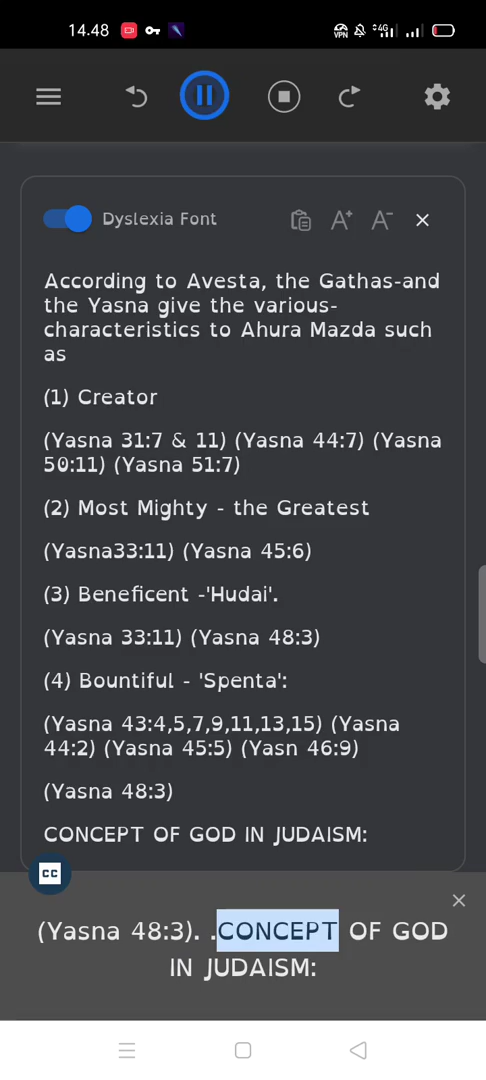 14.48
VPN
4G
Dyslexia Font
A+
A-
According to Avesta, the Gathas-and
the Yasna give the various-
characteristics to Ahura Mazda such
as
(1) Creator
(Yasna 31:7 & 11) (Yasna 44:7) (Yasna
50:11) (Yasna 51:7)
(2) Most Mighty - the Greatest
(Yasna33:11) (Yasna 45:6)
(3) Beneficent -'Hudai'.
(Yasna 33:11) (Yasna 48:3)
(4) Bountiful - 'Spenta':
(Yasna 43:4,5,7,9,11,13,15) (Yasna
44:2) (Yasna 45:5) (Yasn 46:9)
(Yasna 48:3)
CONCEPT OF GOD IN JUDAISM:
CC
(Yasna 48:3). .CONCEPT OF GOD
IN JUDAISM: